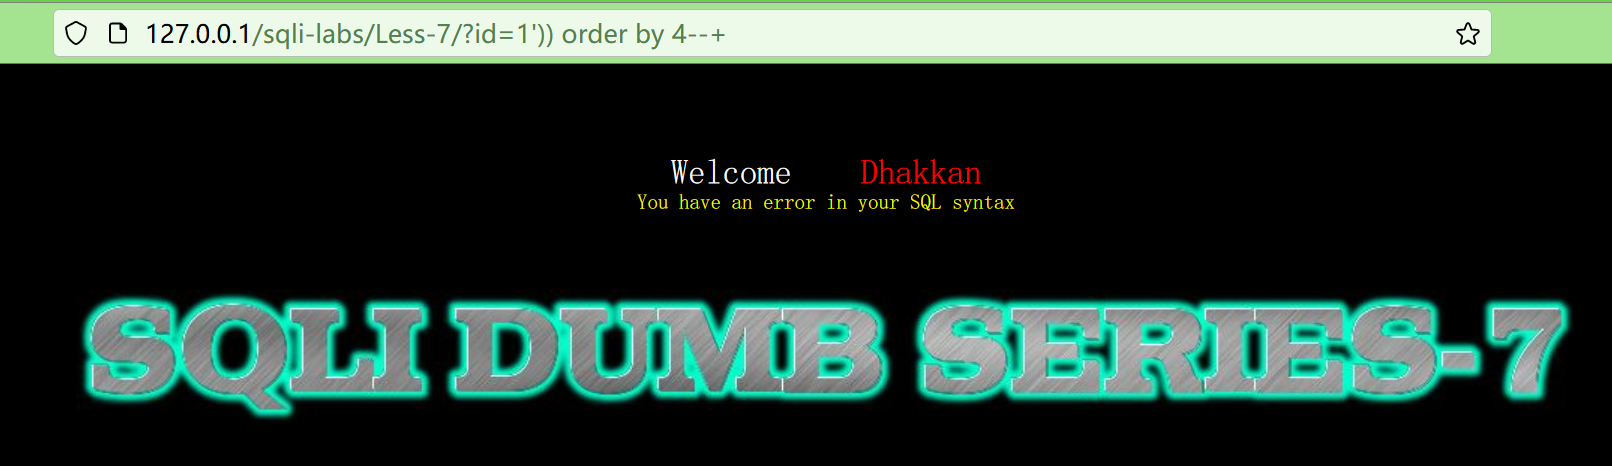 127.0.0.1/sqli-labs/Less-7/?id=1')) order by 4--+
Welcome Dhakkan
You have an error in your SQL syntax
SQLI DUMB SERIES-7